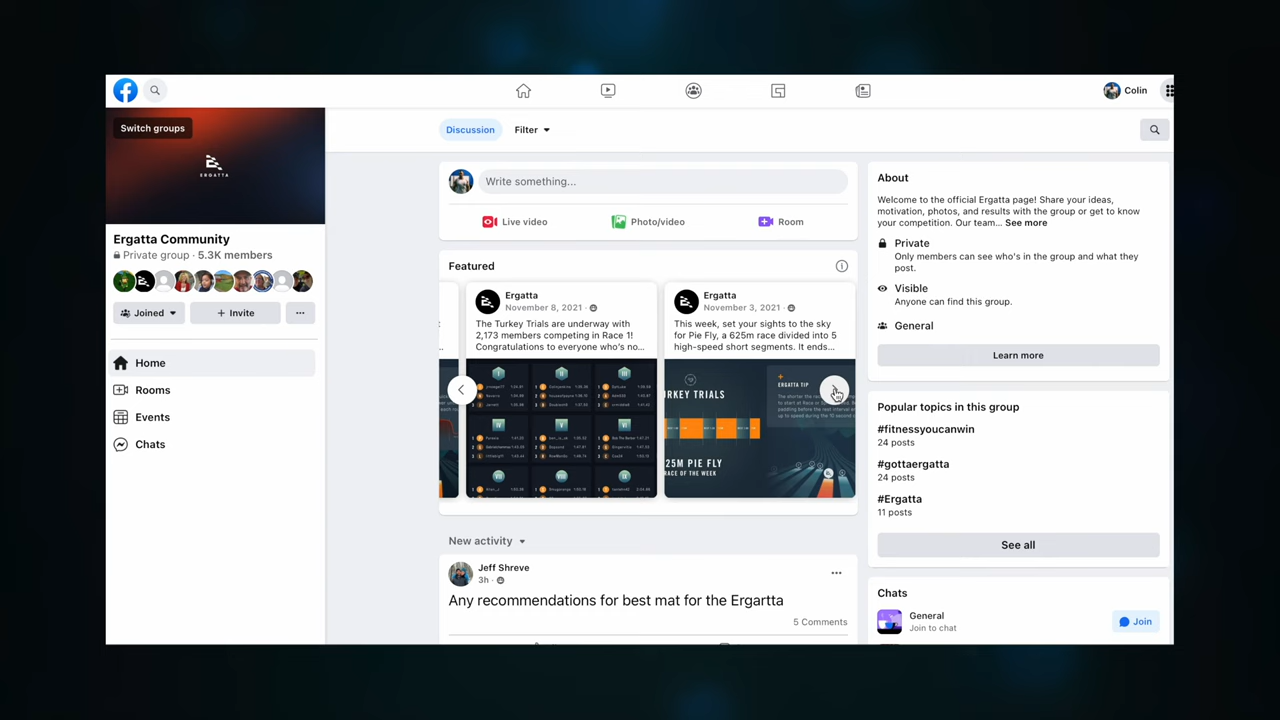 Colin
Switch groups
ERGATTA
Discussion
Filter
Write something...
Live video
Photo/video
Room
Ergatta Community
Private group · 5.3K members
Joined
+ Invite
Home
Rooms
Events
Chats
Featured
Ergatta
November 8, 2021 ·
The Turkey Trials are underway with
2,173 members competing in Race 1!
Congratulations to everyone who's no...
Ergatta
November 3, 2021 ·
This week, set your sights to the sky
for Pie Fly, a 625m race divided into 5
high-speed short segments. It ends...
RKEY TRIALS
ERGATTA TIP
25M PIE FLY
RACE OF THE WEEK
New activity
Jeff Shreve
3h ·
Any recommendations for best mat for the Ergartta
5 Comments
About
Welcome to the official Ergatta page! Share your ideas,
motivation, photos, and results with the group or get to know
your competition. Our team... See more
Private
Only members can see who's in the group and what they
post.
Visible
Anyone can find this group.
General
Learn more
Popular topics in this group
#fitnessyoucanwin
24 posts
#gottaergatta
24 posts
#Ergatta
11 posts
See all
Chats
General
Join to chat
Join